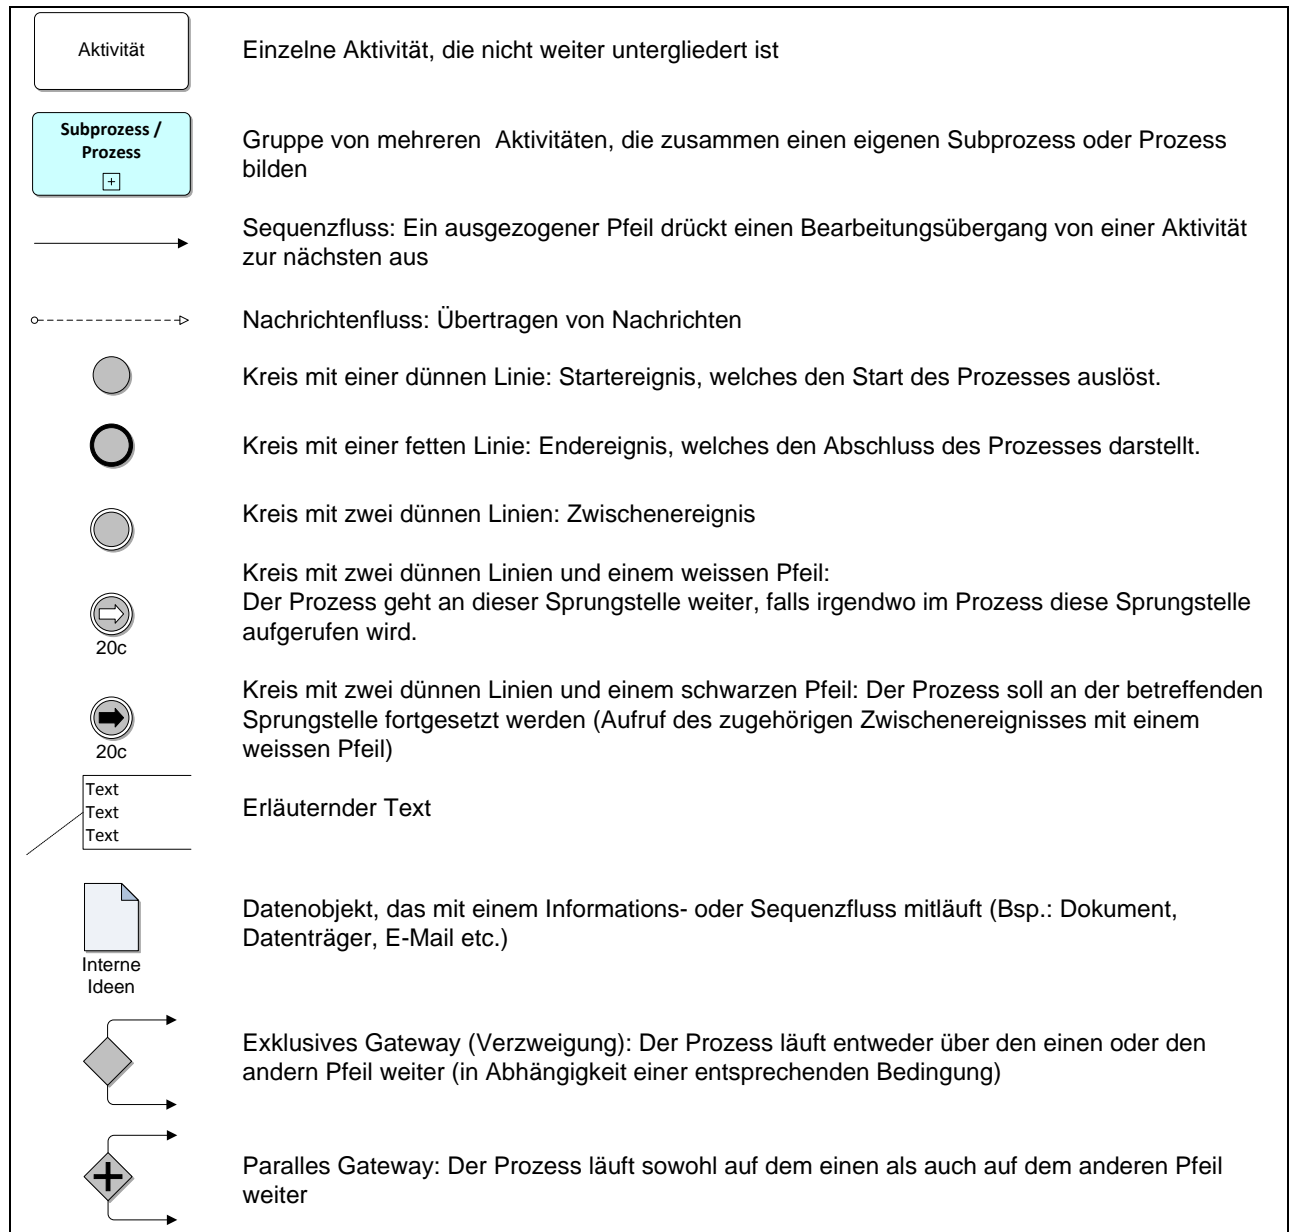 Aktivität
Einzelne Aktivität, die nicht weiter untergliedert ist
Subprozess /
Prozess
Gruppe von mehreren  Aktivitäten, die zusammen einen eigenen Subprozess oder Prozess
bilden
Sequenzfluss: Ein ausgezogener Pfeil drückt einen Bearbeitungsübergang von einer Aktivität
zur nächsten aus
Nachrichtenfluss: Übertragen von Nachrichten
Kreis mit einer dünnen Linie: Startereignis, welches den Start des Prozesses auslöst.
Kreis mit einer fetten Linie: Endereignis, welches den Abschluss des Prozesses darstellt.
Kreis mit zwei dünnen Linien: Zwischenereignis
Kreis mit zwei dünnen Linien und einem weissen Pfeil:
Der Prozess geht an dieser Sprungstelle weiter, falls irgendwo im Prozess diese Sprungstelle
aufgerufen wird.
20c
Kreis mit zwei dünnen Linien und einem schwarzen Pfeil: Der Prozess soll an der betreffenden
Sprungstelle fortgesetzt werden (Aufruf des zugehörigen Zwischenereignisses mit einem
weissen Pfeil)
20c
Text
Text
Text
Erläuternder Text
Datenobjekt, das mit einem Informations- oder Sequenzfluss mitläuft (Bsp.: Dokument,
Datenträger, E-Mail etc.)
Interne
Ideen
Exklusives Gateway (Verzweigung): Der Prozess läuft entweder über den einen oder den
andern Pfeil weiter (in Abhängigkeit einer entsprechenden Bedingung)
Paralles Gateway: Der Prozess läuft sowohl auf dem einen als auch auf dem anderen Pfeil
weiter